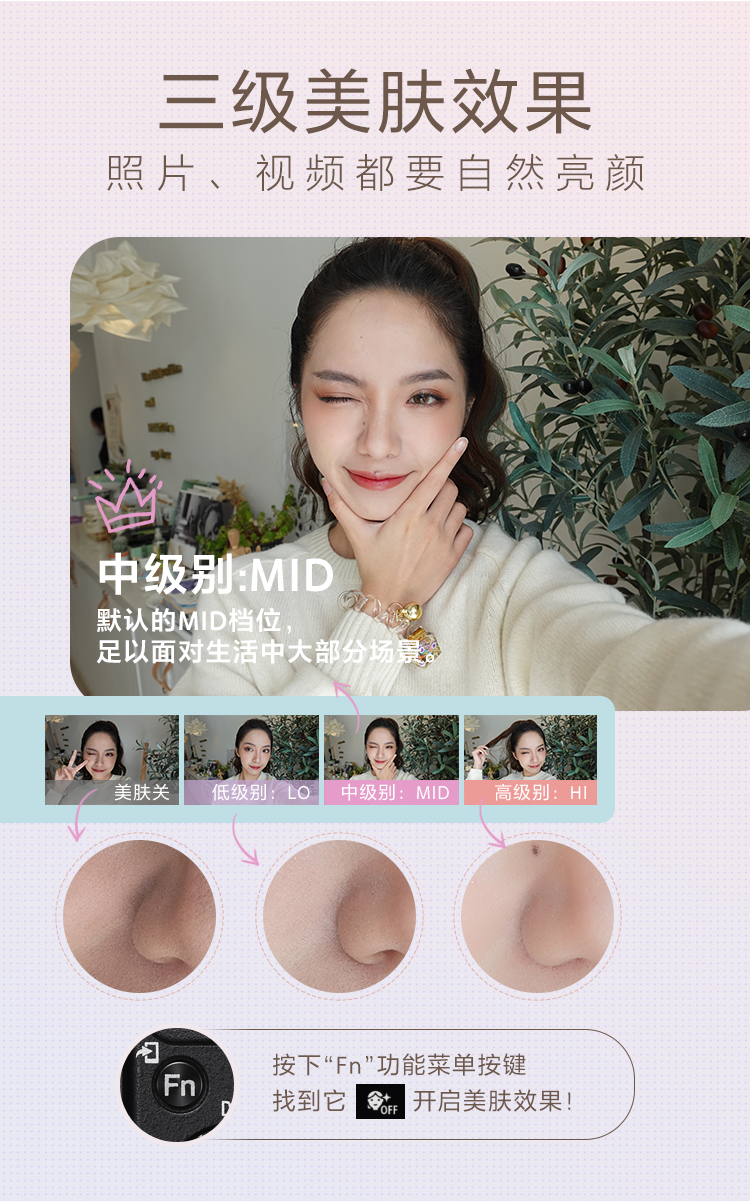 三级美肤效果
照片、视频都要自然亮颜
中级别:MID
默认的MID档位，
足以面对生活中大部分场景。
美肤关
低级别：LO
中级别：MID
高级别：HI
Fn
D
按下“Fn”功能菜单按键
找到它 OFF 开启美肤效果！